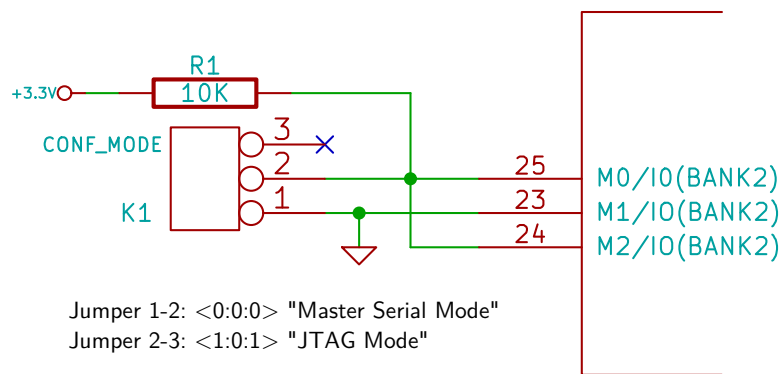 R1
+3.3V 10K
CONF_MODE 3
2
K1 1
25 M0/I0(BANK2)
23 M1/IO(BANK2)
24 M2/IO(BANK2)
Jumper 1-2: <0:0:0> "Master Serial Mode"
Jumper 2-3: <1:0:1> "JTAG Mode"